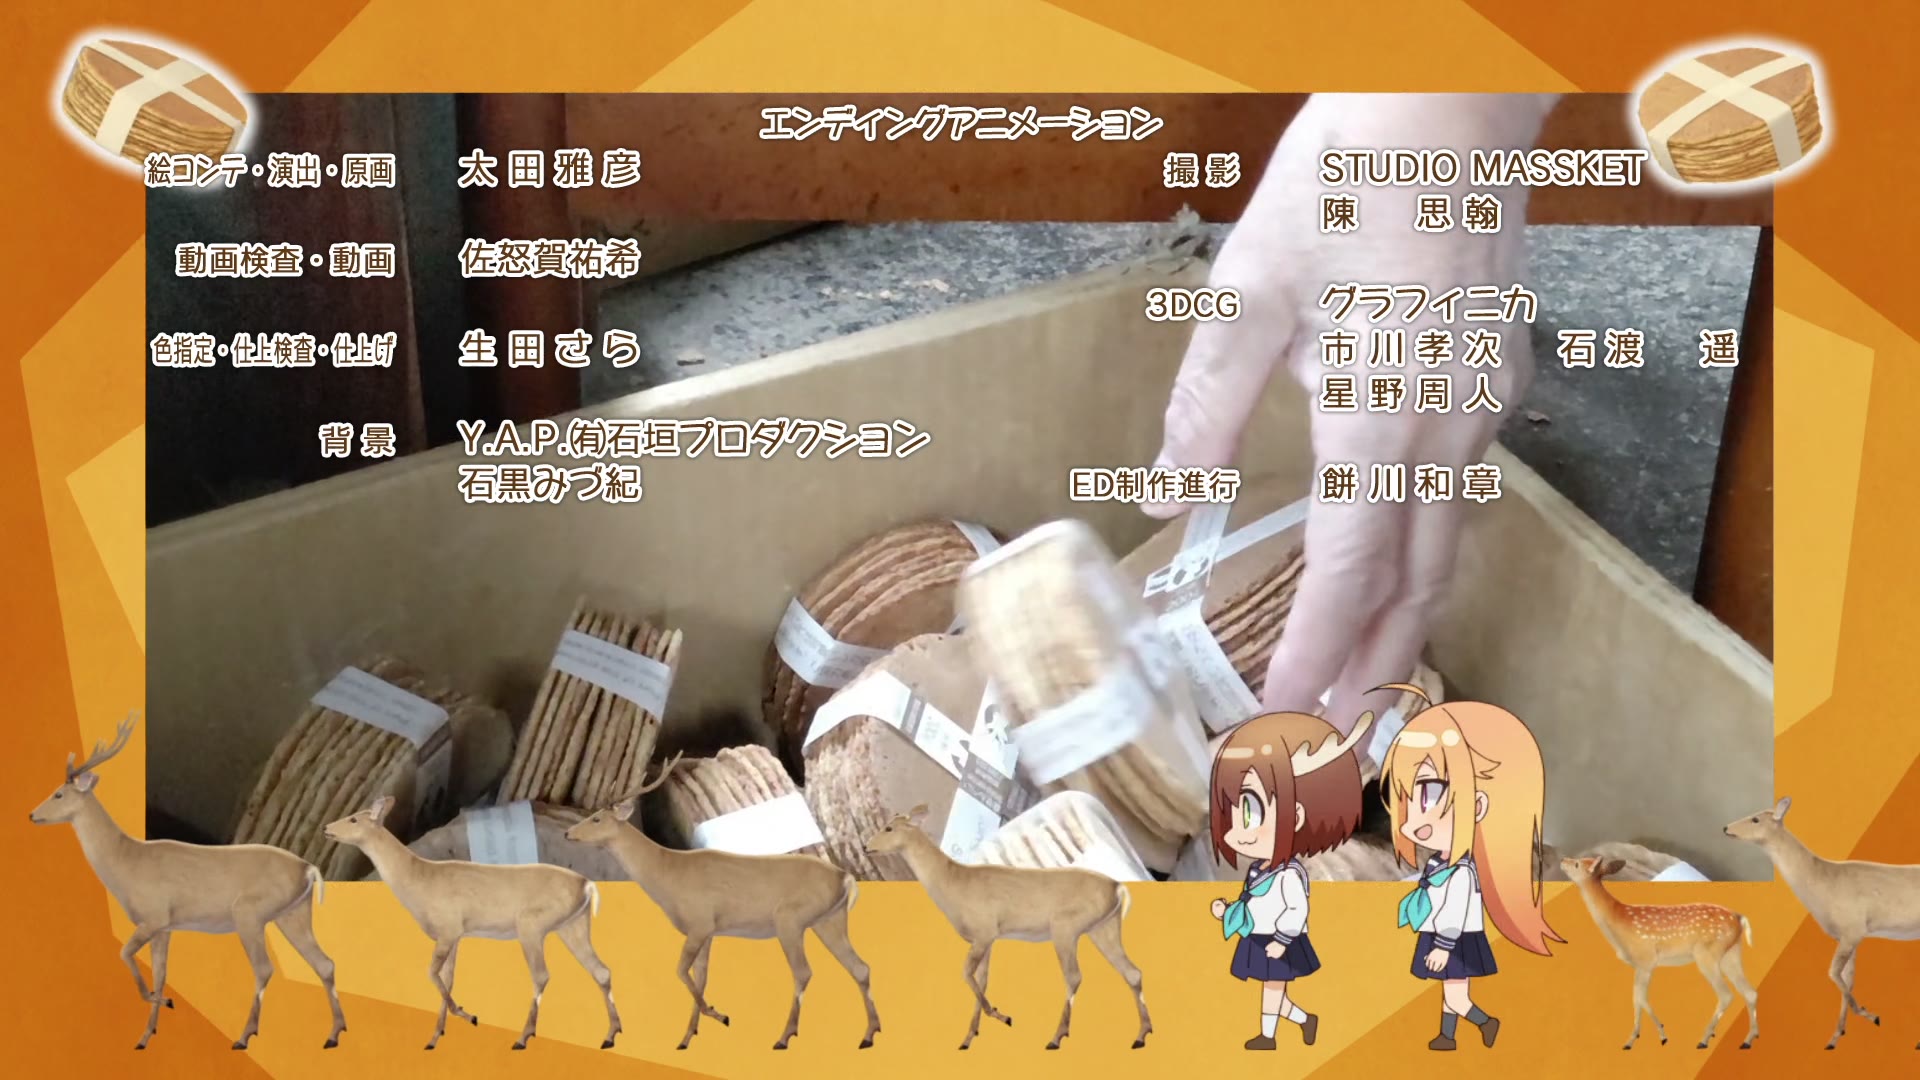 エンディングアニメーション
絵コンテ・演出・原画 太田雅彦
動画検査・動画 佐怒賀祐希
色指定・仕上検査・仕上げ 生田さら
背景 Y.A.P.㈲石垣プロダクション
石黒みづ紀
撮影 STUDIO MASSKET
陳 思翰
3DCG グラフィニカ
市川孝次 石渡 遥
星野周人
ED制作進行 餅川和章